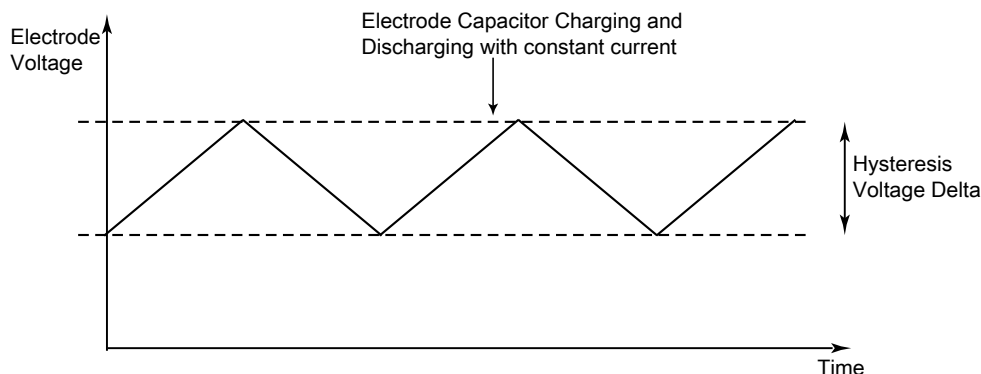 Electrode Capacitor Charging and
Discharging with constant current
Electrode
Voltage
Hysteresis
Voltage Delta
Time